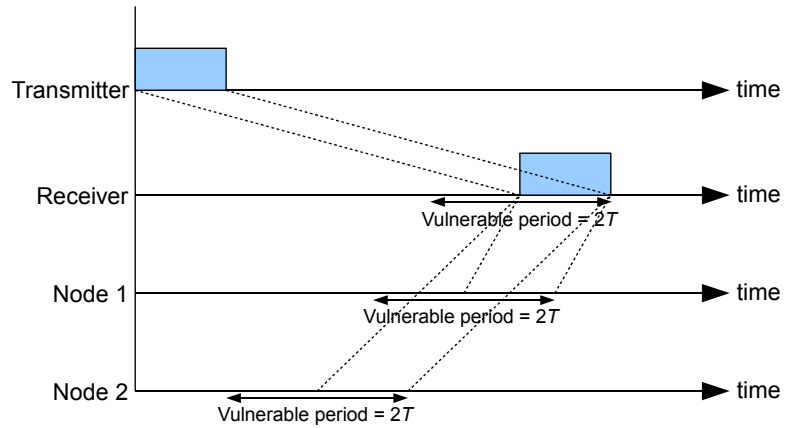 Transmitter time
Receiver time
Vulnerable period = 2T
Node 1 time
Vulnerable period = 2T
Node 2 time
Vulnerable period = 2T